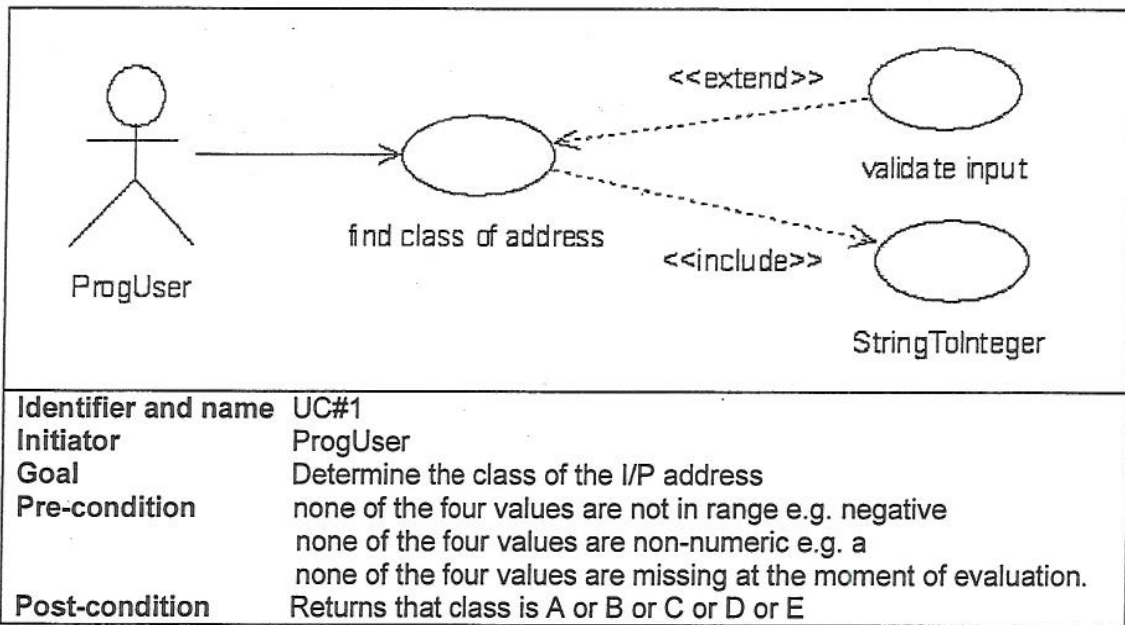 <<extend>>
validate input
find class of address
<<include>>
ProgUser
StringToInteger
Identifier and name UC#1
Initiator ProgUser
Goal Determine the class of the I/P address
Pre-condition none of the four values are not in range e.g. negative
none of the four values are non-numeric e.g. a
none of the four values are missing at the moment of evaluation.
Post-condition Returns that class is A or B or C or D or E